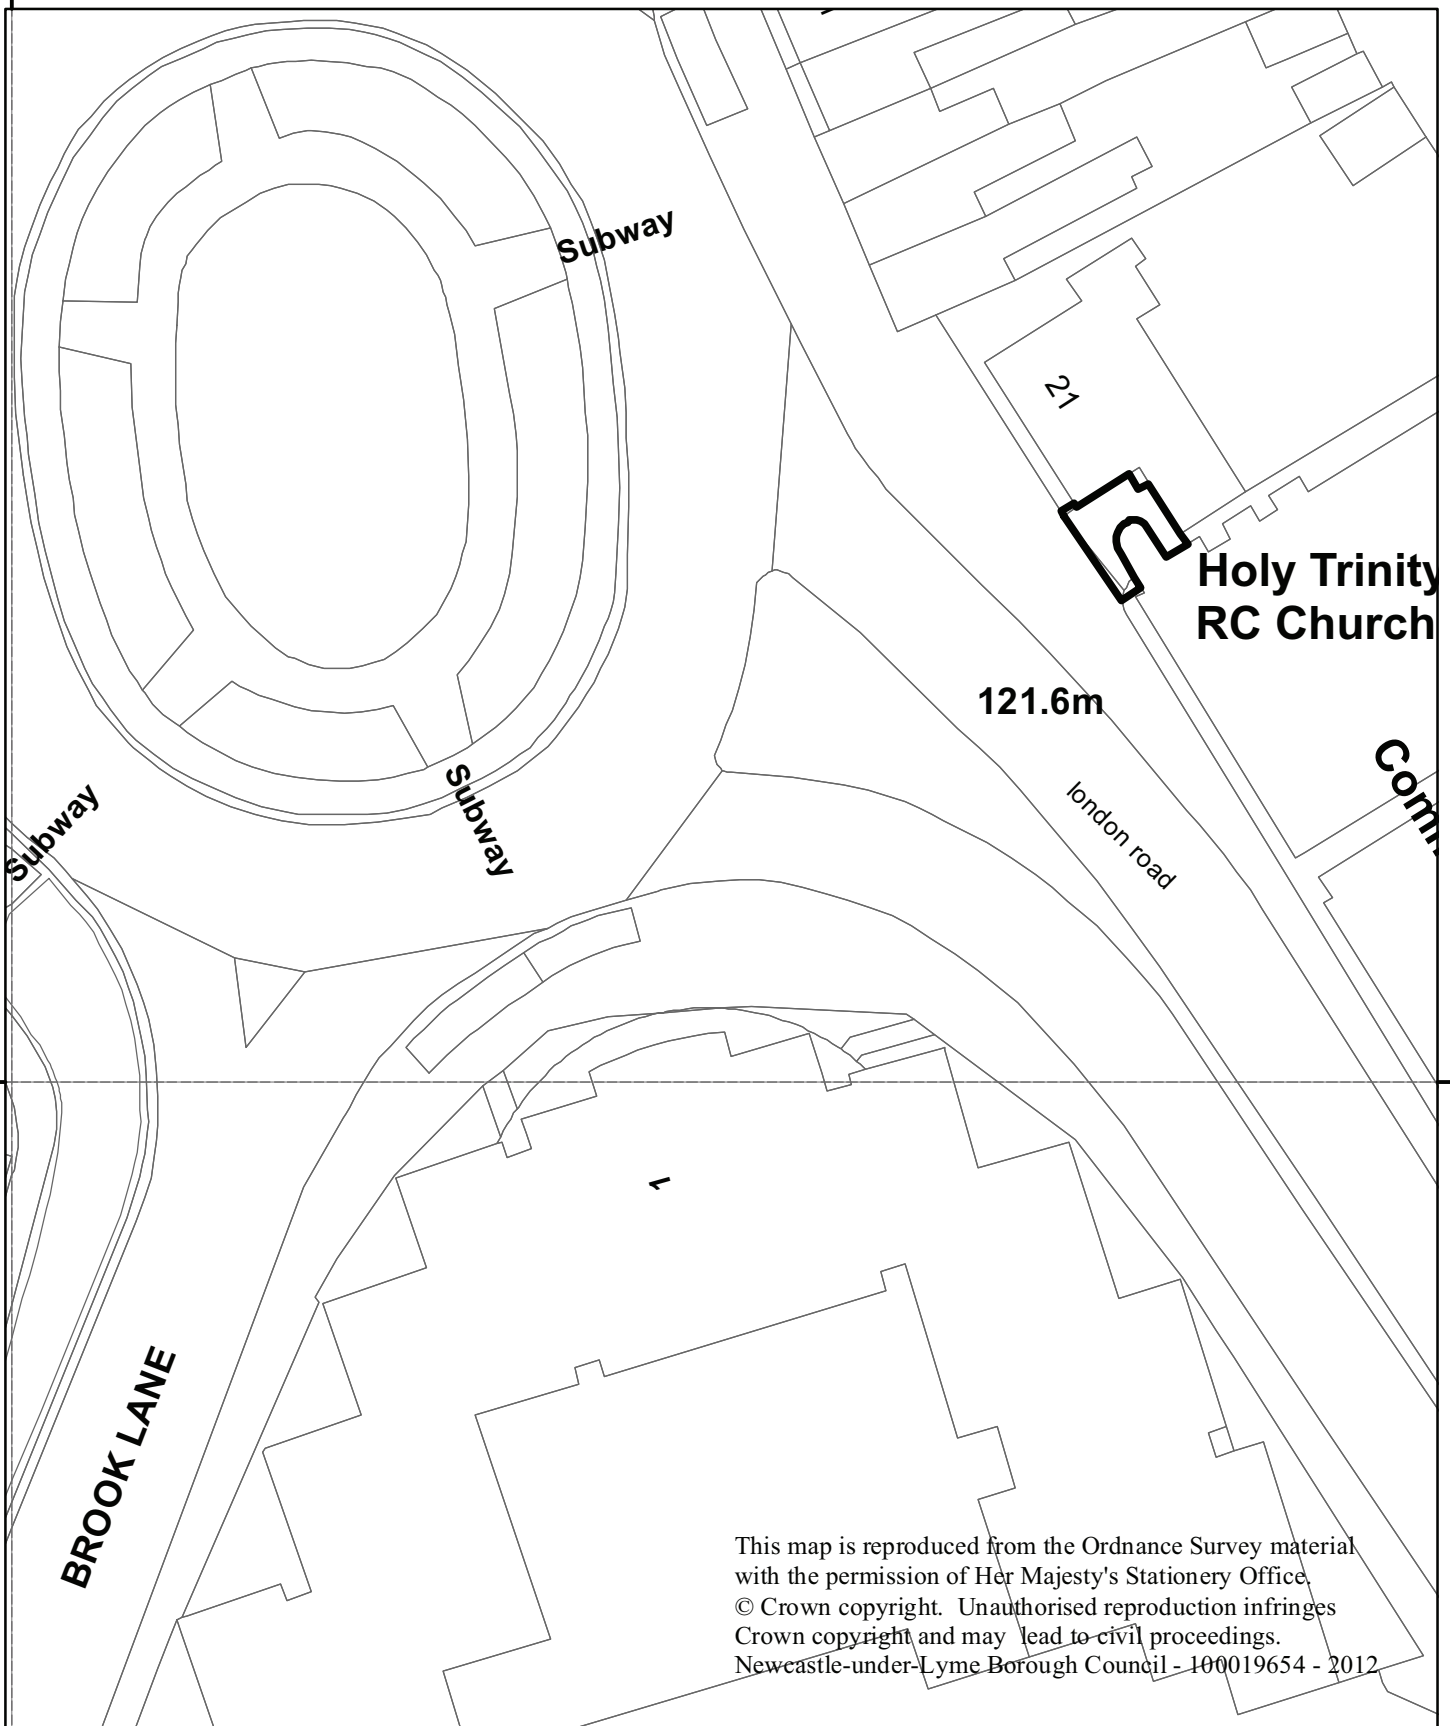 Subway
21
Holy Trinity
RC Church
121.6m
Subway
Subway
london road
1
BROOK LANE
This map is reproduced from the Ordnance Survey material
with the permission of Her Majesty's Stationery Office.
© Crown copyright. Unauthorised reproduction infringes
Crown copyright and may lead to civil proceedings.
Newcastle-under-Lyme Borough Council - 100019654 - 2012